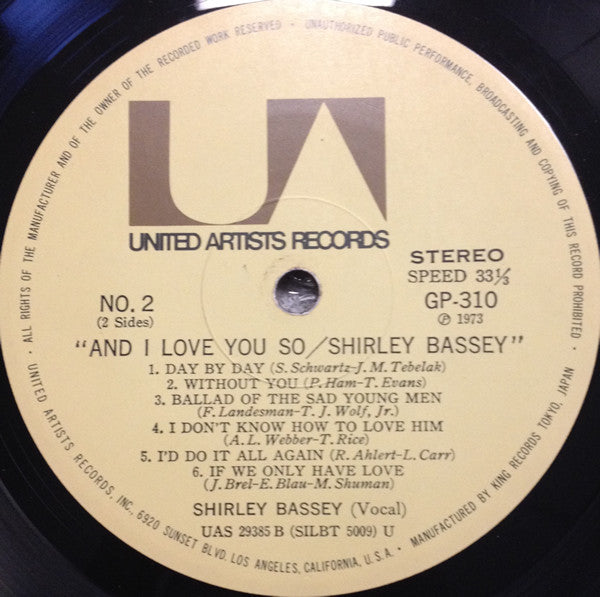 ALL RIGHTS OF THE MANUFACTURER AND OF THE OWNER OF THE RECORDED WORK RESERVED • UNAUTHORIZED PUBLIC PERFORMANCE, BROADCASTING AND COPYING OF THIS RECORD PROHIBITED •
UA
UNITED ARTISTS RECORDS
STEREO
SPEED 33⅓
NO. 2
GP-310
(2 Sides)
℗ 1973
"AND I LOVE YOU SO/SHIRLEY BASSEY"
1. DAY BY DAY (S. Schwartz-J. M. Tebelak)
2. WITHOUT YOU (P. Ham-T. Evans)
3. BALLAD OF THE SAD YOUNG MEN
(F. Landesman-T. J. Wolf, Jr.)
4. I DON'T KNOW HOW TO LOVE HIM
(A. L. Webber-T. Rice)
5. I'D DO IT ALL AGAIN (R. Ahlert-L. Carr)
6. IF WE ONLY HAVE LOVE
(J. Brel-E. Blau-M. Shuman)
SHIRLEY BASSEY (Vocal)
UAS 29385 B (SILBT 5009) U
UNITED ARTISTS RECORDS, INC., 6920 SUNSET BLVD. LOS ANGELES, CALIFORNIA, U.S.A. • MANUFACTURED BY KING RECORDS TOKYO, JAPAN